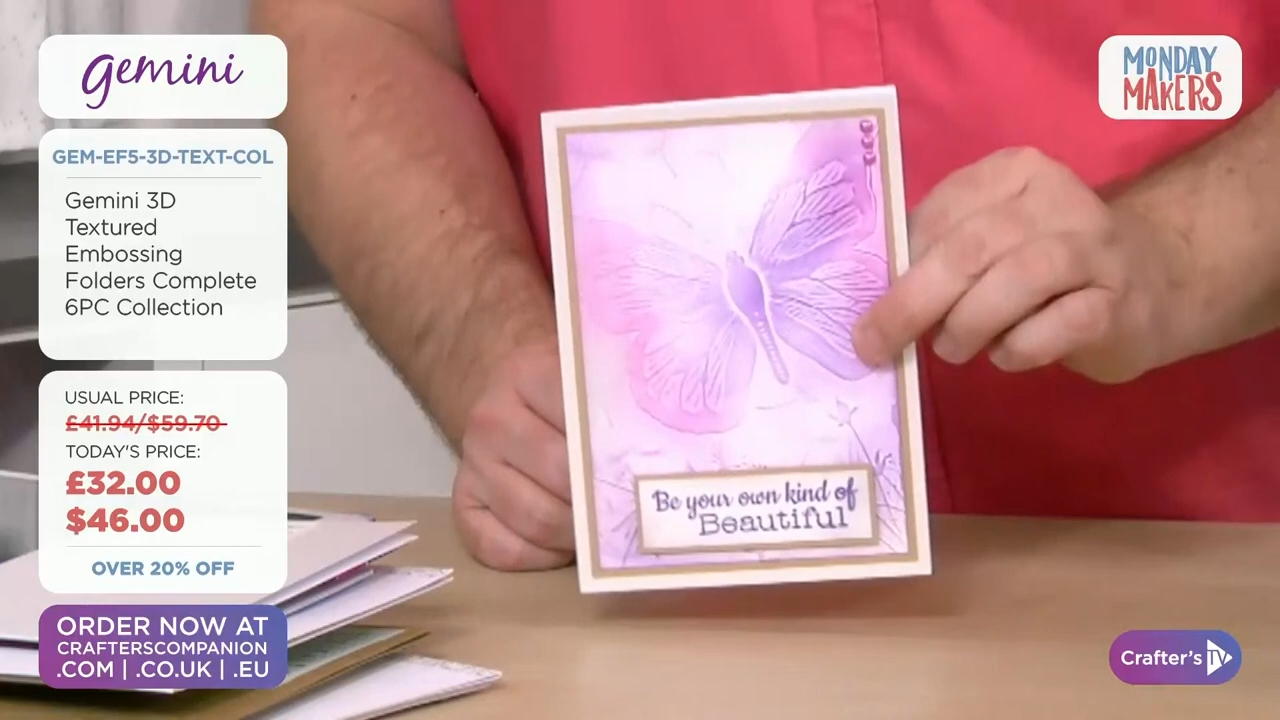 gemini
GEM-EF5-3D-TEXT-COL
Gemini 3D
Textured
Embossing
Folders Complete
6PC Collection
USUAL PRICE:
£41.94/$59.70
TODAY'S PRICE:
£32.00
$46.00
OVER 20% OFF
ORDER NOW AT
CRAFTERSCOMPANION
.COM | .CO.UK | .EU
Be your own kind of
Beautiful
MONDAY
MAKERS
Crafter's TV